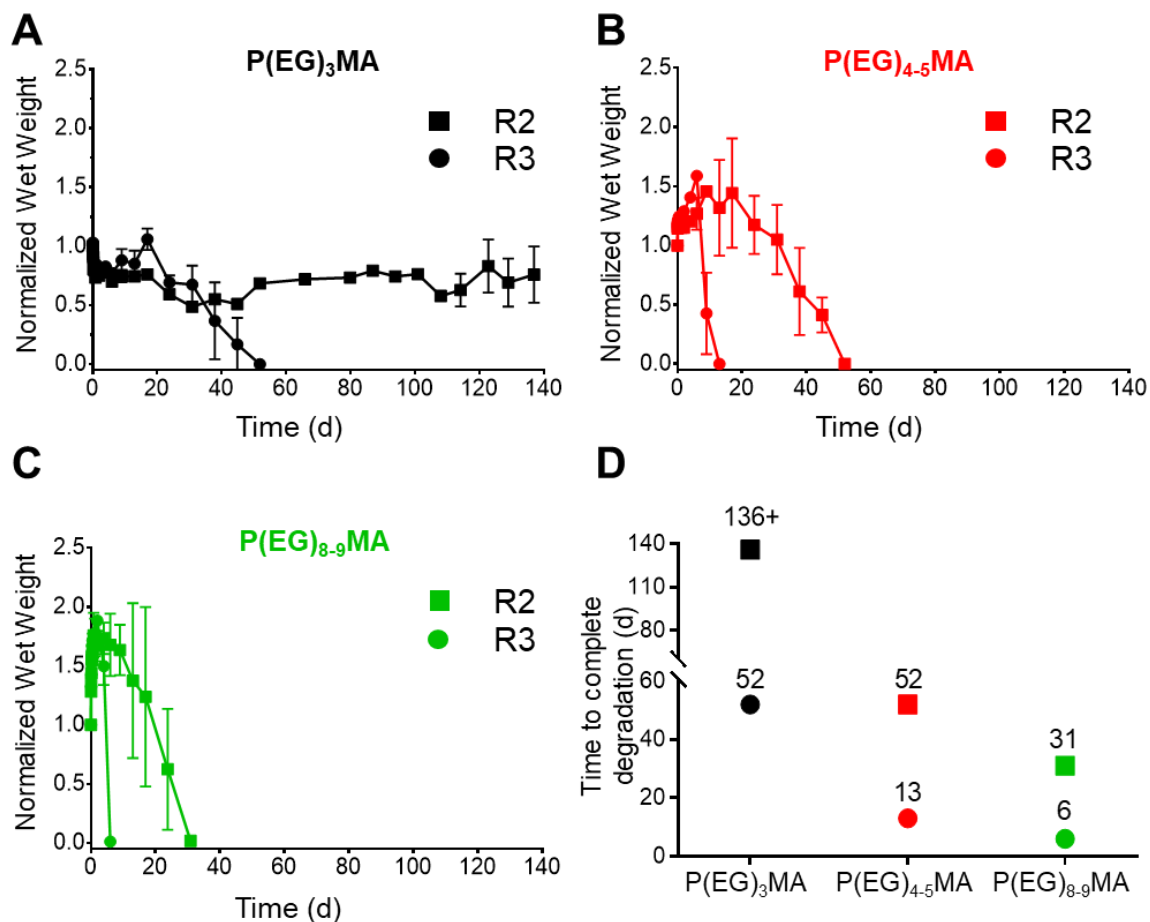 A
P(EG)₃MA
2.5
2.0
1.5
1.0
0.5
0.0
Normalized Wet Weight
R2
R3
0 20 40 60 80 100 120 140
Time (d)
B
P(EG)₄₋₅MA
2.5
2.0
1.5
1.0
0.5
0.0
Normalized Wet Weight
R2
R3
0 20 40 60 80 100 120 140
Time (d)
C
P(EG)₈₋₉MA
2.5
2.0
1.5
1.0
0.5
0.0
Normalized Wet Weight
R2
R3
0 20 40 60 80 100 120 140
Time (d)
D
Time to complete
degradation (d)
140
110
80
60
40
20
0
136+
52
52
13
31
6
P(EG)₃MA P(EG)₄₋₅MA P(EG)₈₋₉MA